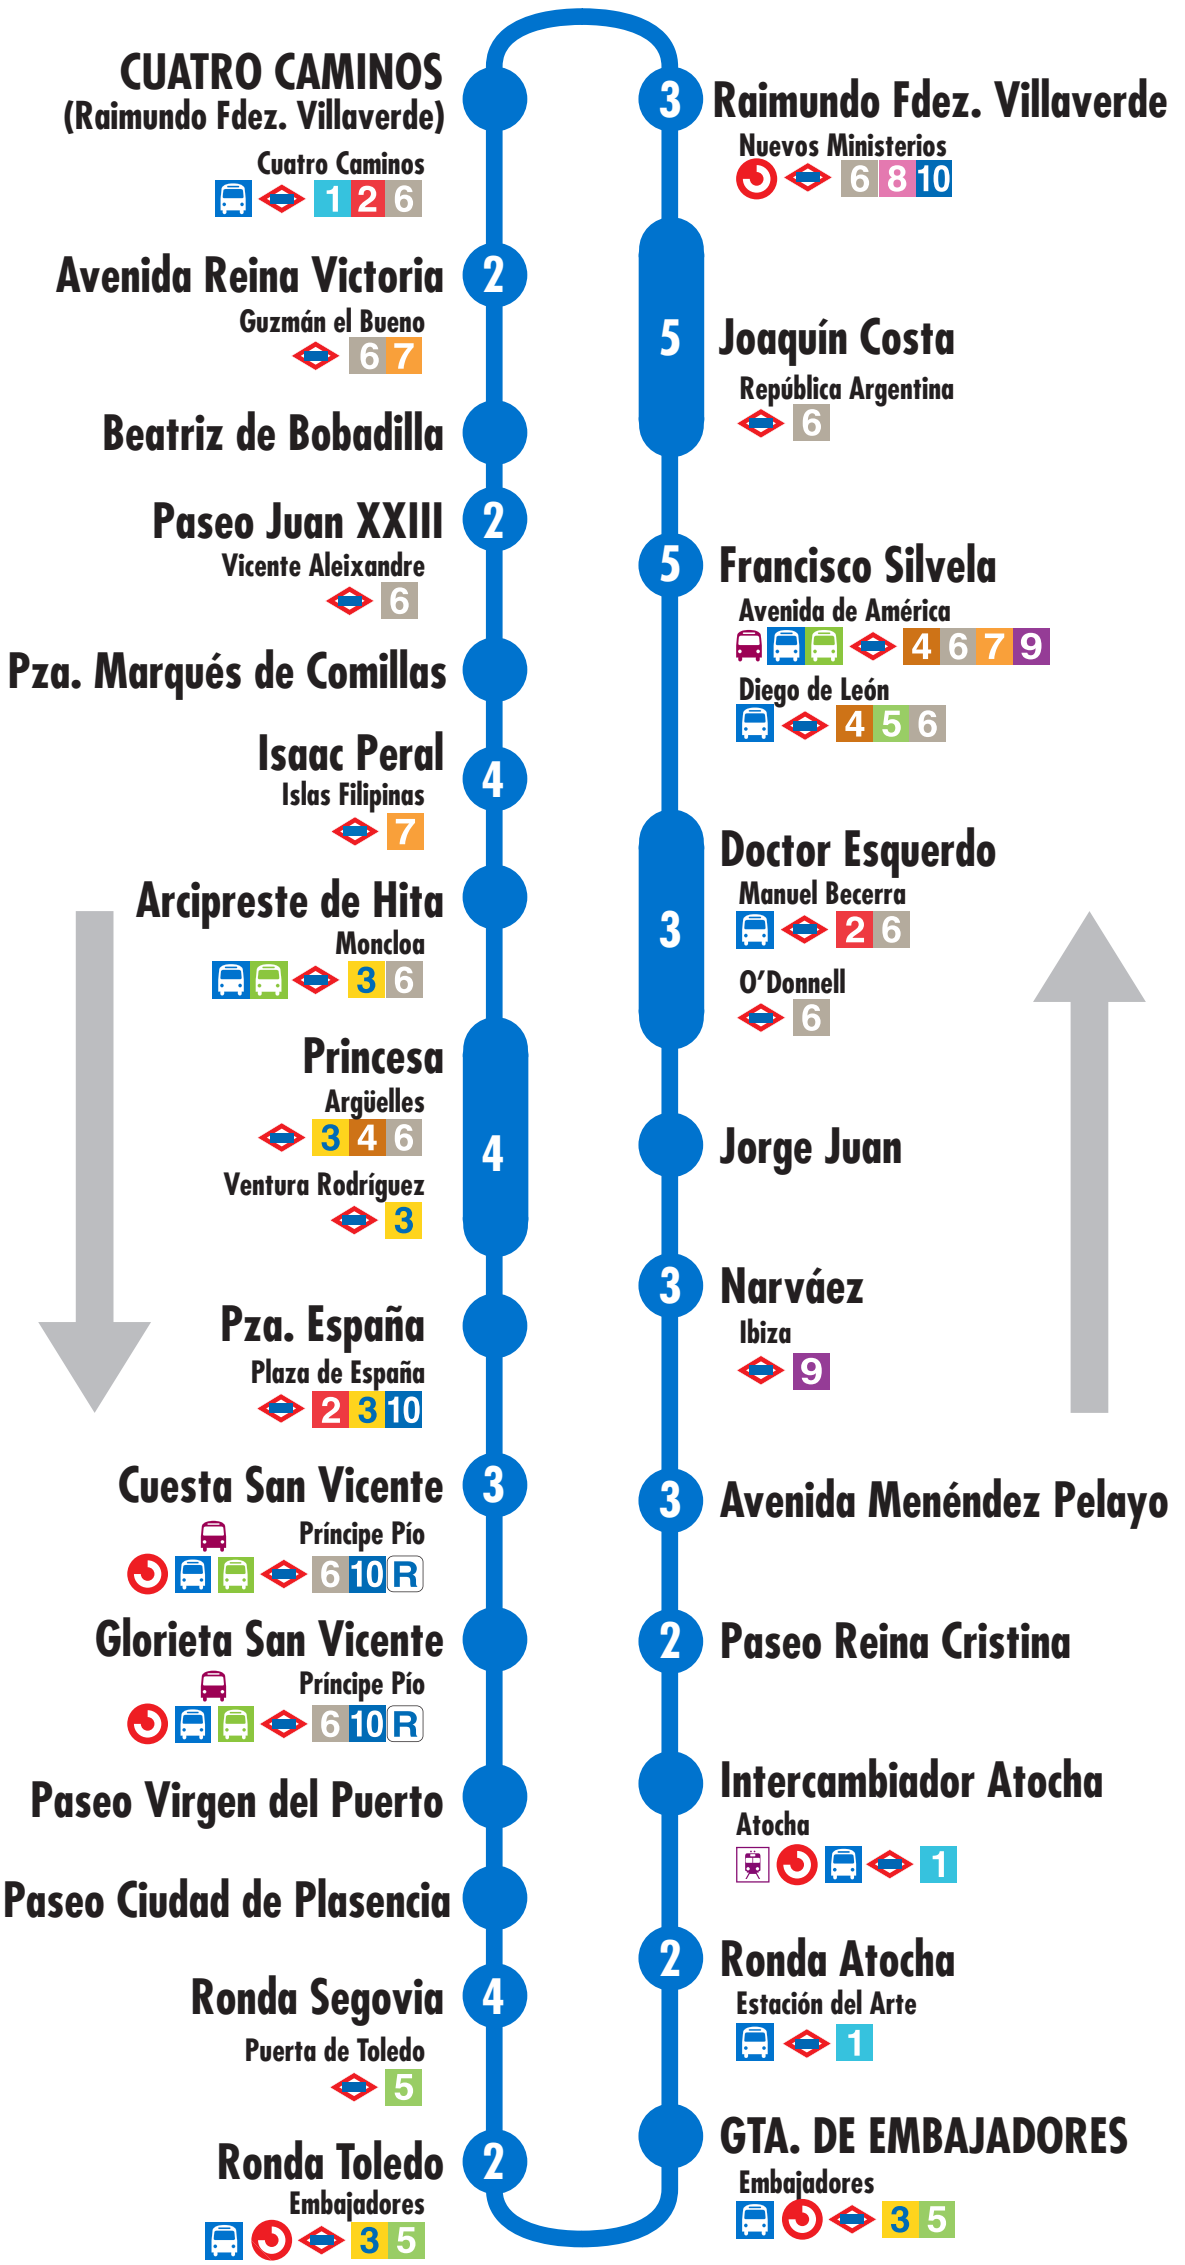 CUATRO CAMINOS
(Raimundo Fdez. Villaverde)
Cuatro Caminos
1 2 6
Avenida Reina Victoria
2
Guzmán el Bueno
6 7
Beatriz de Bobadilla
Paseo Juan XXIII
2
Vicente Aleixandre
6
Pza. Marqués de Comillas
Isaac Peral
4
Islas Filipinas
7
Arcipreste de Hita
Moncloa
3 6
Princesa
Argüelles
3 4 6
4
Ventura Rodríguez
3
Pza. España
Plaza de España
2 3 10
Cuesta San Vicente
3
Príncipe Pío
6 10 R
Glorieta San Vicente
Príncipe Pío
6 10 R
Paseo Virgen del Puerto
Paseo Ciudad de Plasencia
Ronda Segovia
4
Puerta de Toledo
5
Ronda Toledo
2
Embajadores
3 5
3
Raimundo Fdez. Villaverde
Nuevos Ministerios
6 8 10
5
Joaquín Costa
República Argentina
6
5
Francisco Silvela
Avenida de América
4 6 7 9
Diego de León
4 5 6
Doctor Esquerdo
Manuel Becerra
3
2 6
O'Donnell
6
Jorge Juan
3
Narváez
Ibiza
9
3
Avenida Menéndez Pelayo
2
Paseo Reina Cristina
Intercambiador Atocha
Atocha
1
2
Ronda Atocha
Estación del Arte
1
GTA. DE EMBAJADORES
Embajadores
3 5